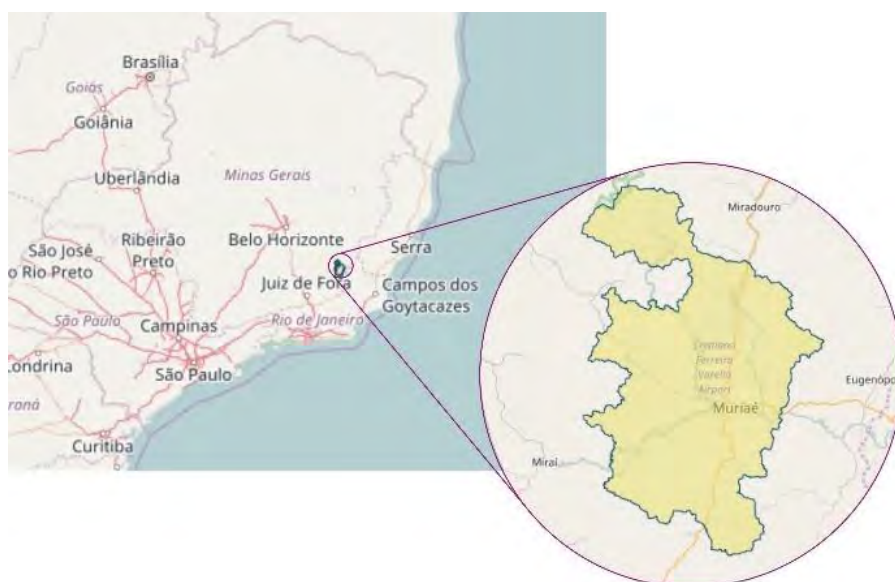 Brasília
Goiás
Goiânia
Uberlândia
Minas Gerais
Belo Horizonte
Serra
São José
o Rio Preto
Ribeirão
Preto
Juiz de Fora
Campos dos
Goytacazes
São Paulo
Campinas
Rio de Janeiro
Londrina
São Paulo
araná
Curitiba
Miradouro
Cristiano
Ferreira
Varella
Airport
Eugenópo
Muriaé
Miraí